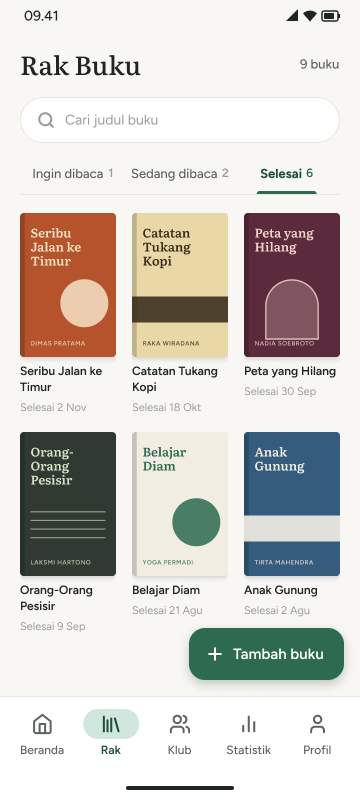 09.41
Rak Buku
9 buku
Cari judul buku
Ingin dibaca 1
Sedang dibaca 2
Selesai 6
Seribu
Jalan ke
Timur
DIMAS PRATAMA
Catatan
Tukang
Kopi
RAKA WIRADANA
Peta yang
Hilang
NADIA SOEBROTO
Seribu Jalan ke
Timur
Selesai 2 Nov
Catatan Tukang
Kopi
Selesai 18 Okt
Peta yang Hilang
Selesai 30 Sep
Orang-
Orang
Pesisir
LAKSMI HARTONO
Belajar
Diam
YOGA PERMADI
Anak
Gunung
TIRTA MAHENDRA
Orang-Orang
Pesisir
Selesai 9 Sep
Belajar Diam
Selesai 21 Agu
Anak Gunung
Selesai 2 Agu
Tambah buku
Beranda
Rak
Klub
Statistik
Profil